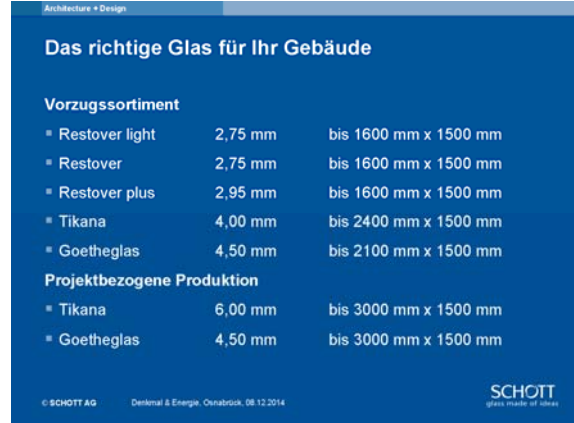 Architecture + Design
Das richtige Glas für Ihr Gebäude
Vorzugssortiment
Restover light 2,75 mm bis 1600 mm x 1500 mm
Restover 2,75 mm bis 1600 mm x 1500 mm
Restover plus 2,95 mm bis 1600 mm x 1500 mm
Tikana 4,00 mm bis 2400 mm x 1500 mm
Goetheglas 4,50 mm bis 2100 mm x 1500 mm
Projektbezogene Produktion
Tikana 6,00 mm bis 3000 mm x 1500 mm
Goetheglas 4,50 mm bis 3000 mm x 1500 mm
© SCHOTT AG Denkmal & Energie, Osnabrück, 08.12.2014
SCHOTT
glass made of ideas